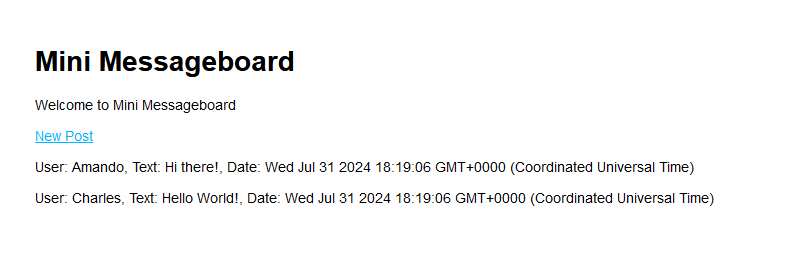 Mini Messageboard
Welcome to Mini Messageboard
New Post
User: Amando, Text: Hi there!, Date: Wed Jul 31 2024 18:19:06 GMT+0000 (Coordinated Universal Time)
User: Charles, Text: Hello World!, Date: Wed Jul 31 2024 18:19:06 GMT+0000 (Coordinated Universal Time)